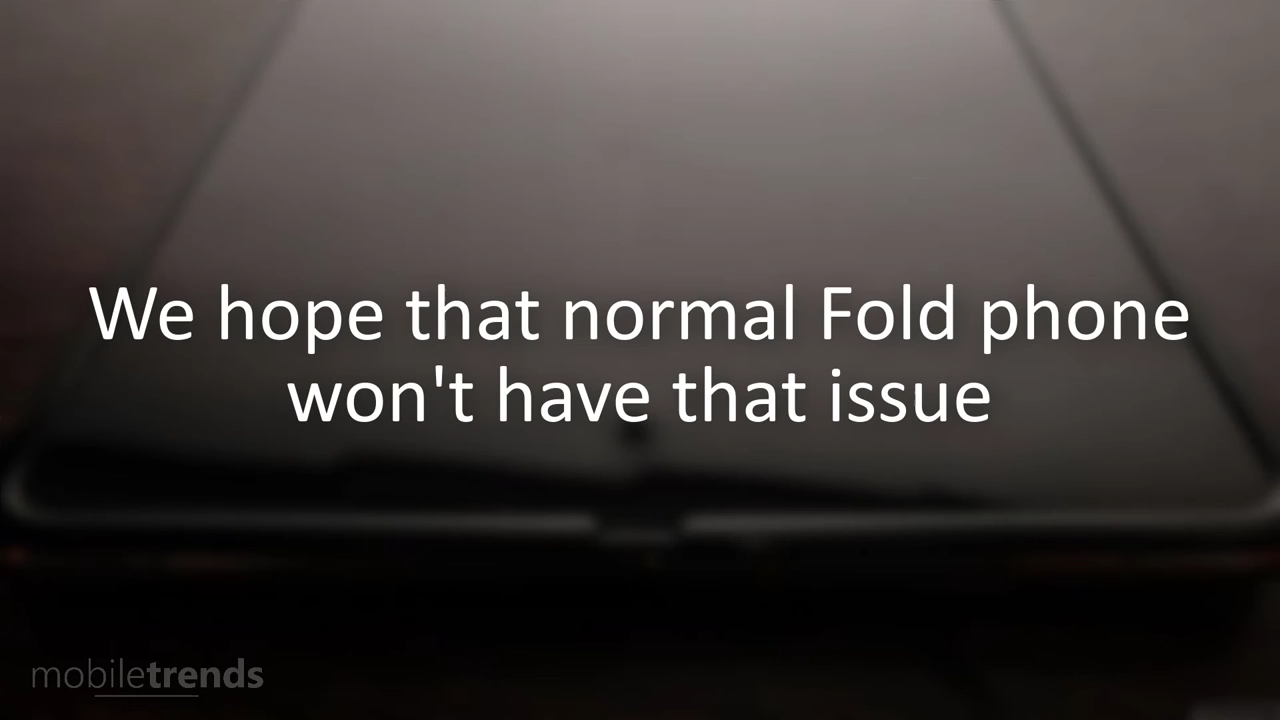 We hope that normal Fold phone
won't have that issue
mobiletrends